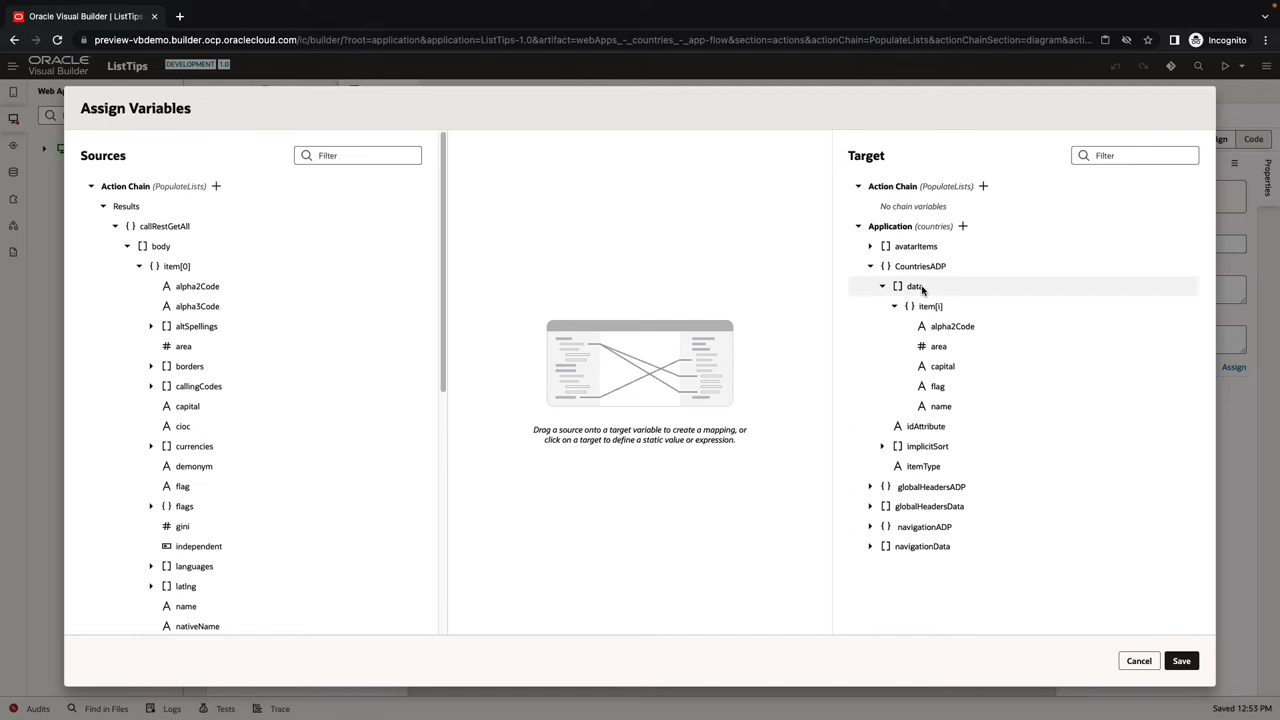 Oracle Visual Builder | ListTips
preview-vbdemo.builder.ocp.oraclecloud.com/ic/builder/?root=application&application=ListTips-1.0&artifact=webApps_-_countries_-_app-flow&section=actions&actionChain=PopulateLists&actionChainSection=diagram&acti...
Incognito
ORACLE
Visual Builder
ListTips
DEVELOPMENT 1.0
Web Ap
Code
Properties
Assign
Assign Variables
Sources
Filter
Action Chain (PopulateLists)
Results
callRestGetAll
body
item[0]
alpha2Code
alpha3Code
altSpellings
area
borders
callingCodes
capital
cioc
currencies
demonym
flag
flags
gini
independent
languages
latlng
name
nativeName
Drag a source onto a target variable to create a mapping, or
click on a target to define a static value or expression.
Target
Filter
Action Chain (PopulateLists)
No chain variables
Application (countries)
avatarItems
CountriesADP
data
item[i]
alpha2Code
area
capital
flag
name
idAttribute
implicitSort
itemType
globalHeadersADP
globalHeadersData
navigationADP
navigationData
Cancel
Save
Audits
Find in Files
Logs
Tests
Trace
Saved 12:53 PM